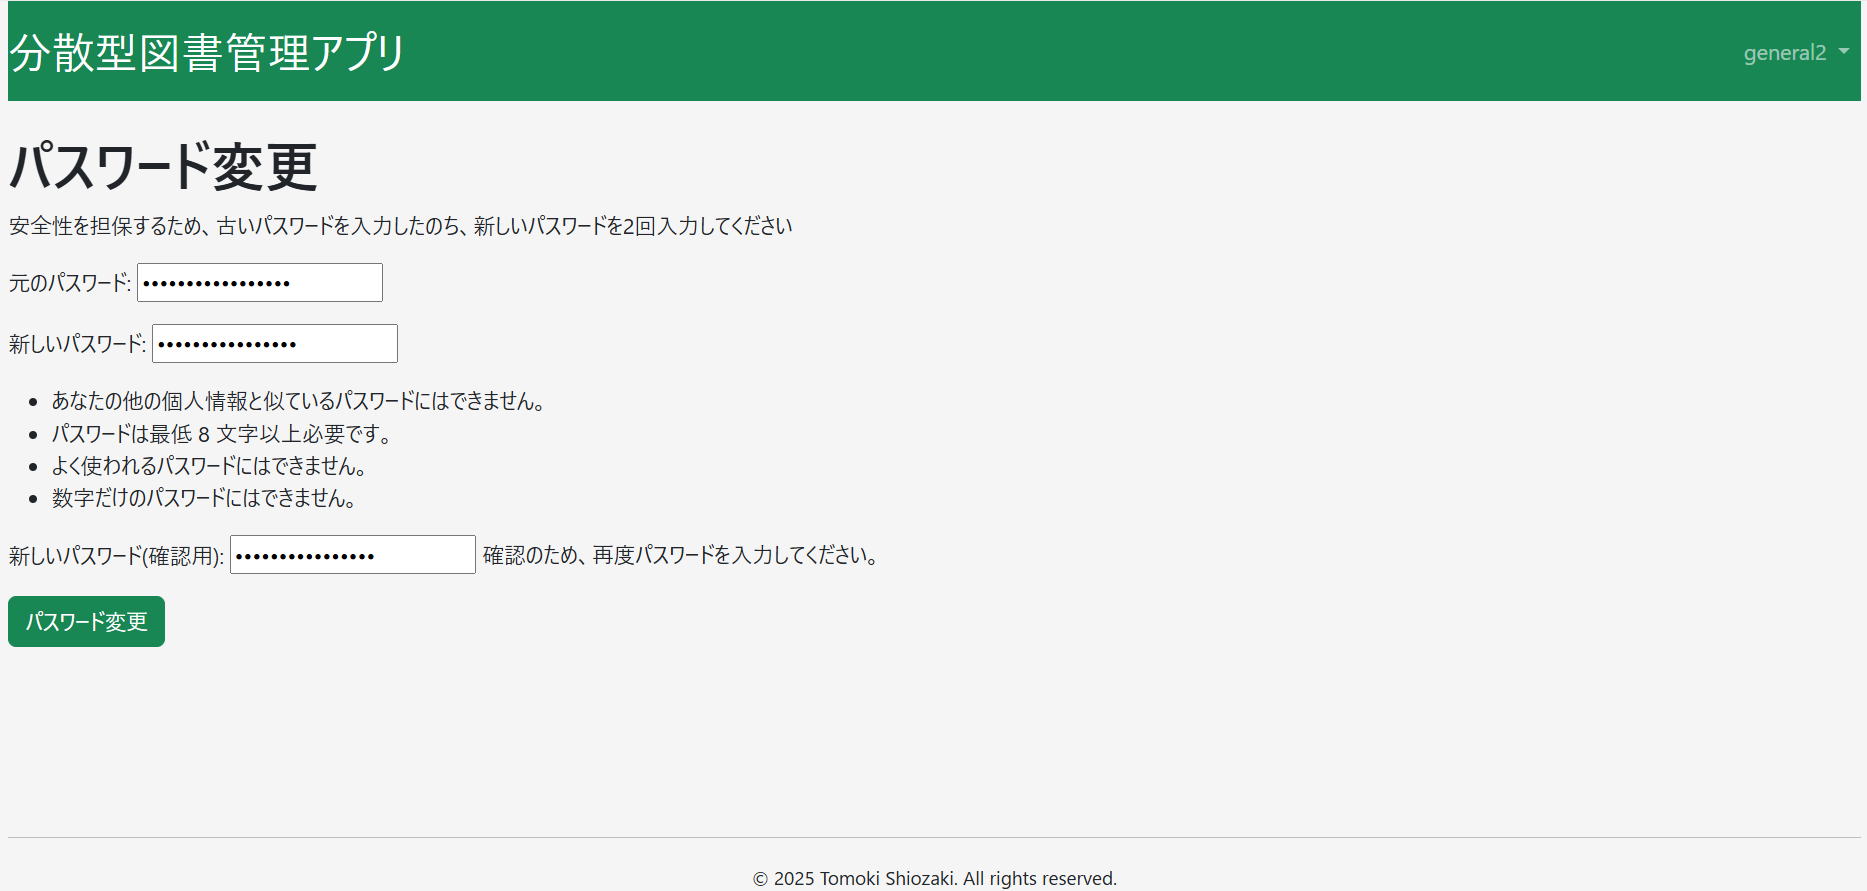 分散型図書管理アプリ
general2
パスワード変更
安全性を担保するため、古いパスワードを入力したのち、新しいパスワードを2回入力してください
元のパスワード: •••••••••••••••••
新しいパスワード: ••••••••••••••••
• あなたの他の個人情報と似ているパスワードにはできません。
• パスワードは最低 8 文字以上必要です。
• よく使われるパスワードにはできません。
• 数字だけのパスワードにはできません。
新しいパスワード(確認用): •••••••••••••••• 確認のため、再度パスワードを入力してください。
パスワード変更
© 2025 Tomoki Shiozaki. All rights reserved.